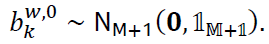 b_k^{w,0} ~ N_{M+1}(𝟎, 𝟙_{𝕄+𝟙}).